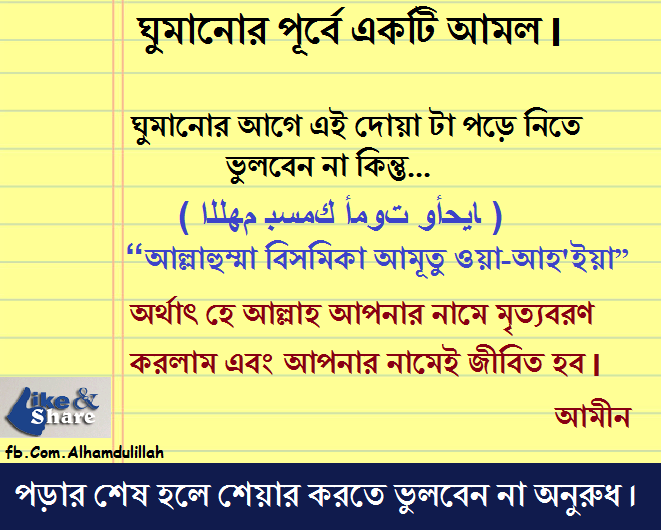 ঘুমানোর পূর্বে একটি আমল।
ঘুমানোর আগে এই দোয়া টা পড়ে নিতে
ভুলবেন না কিন্তু...
( ايحأو تومأ كمسب مهللا )
“আল্লাহুম্মা বিসমিকা আমূতু ওয়া-আহ'ইয়া”
অর্থাৎ হে আল্লাহ আপনার নামে মৃত্যবরণ
করলাম এবং আপনার নামেই জীবিত হব।
আমীন
Like &
Share
fb.Com.Alhamdulillah
পড়ার শেষ হলে শেয়ার করতে ভুলবেন না অনুরুধ।